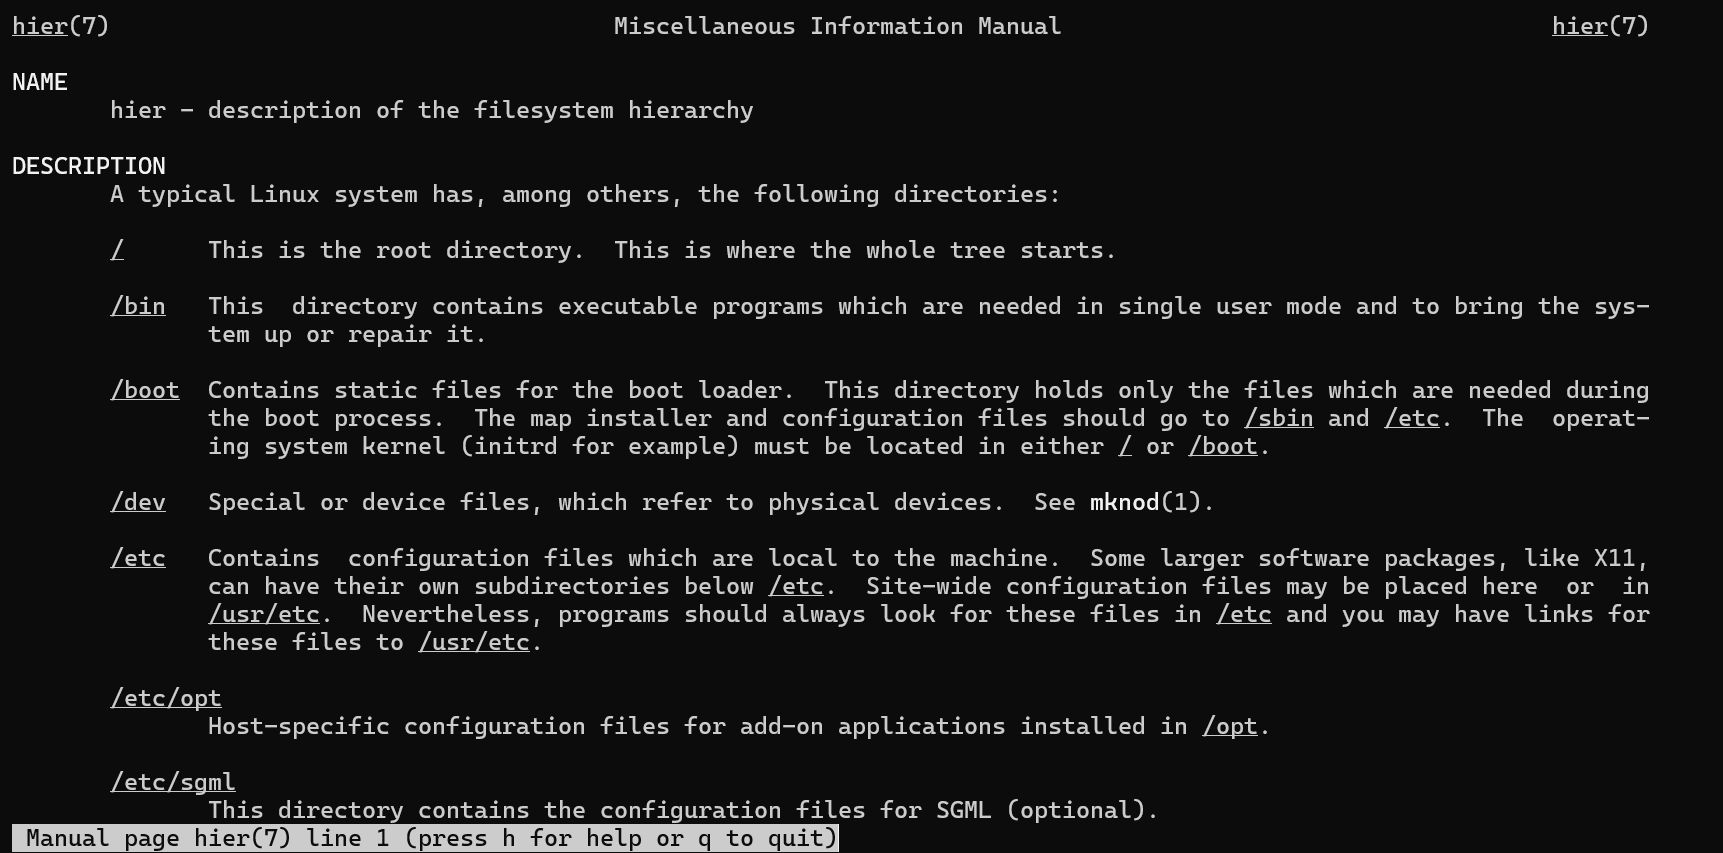 hier(7) Miscellaneous Information Manual hier(7)
NAME
hier - description of the filesystem hierarchy
DESCRIPTION
A typical Linux system has, among others, the following directories:
/ This is the root directory.  This is where the whole tree starts.
/bin This  directory contains executable programs which are needed in single user mode and to bring the sys-
tem up or repair it.
/boot Contains static files for the boot loader.  This directory holds only the files which are needed during
the boot process.  The map installer and configuration files should go to /sbin and /etc.  The  operat-
ing system kernel (initrd for example) must be located in either / or /boot.
/dev Special or device files, which refer to physical devices.  See mknod(1).
/etc Contains  configuration files which are local to the machine.  Some larger software packages, like X11,
can have their own subdirectories below /etc.  Site-wide configuration files may be placed here  or  in
/usr/etc.  Nevertheless, programs should always look for these files in /etc and you may have links for
these files to /usr/etc.
/etc/opt
Host-specific configuration files for add-on applications installed in /opt.
/etc/sgml
This directory contains the configuration files for SGML (optional).
Manual page hier(7) line 1 (press h for help or q to quit)